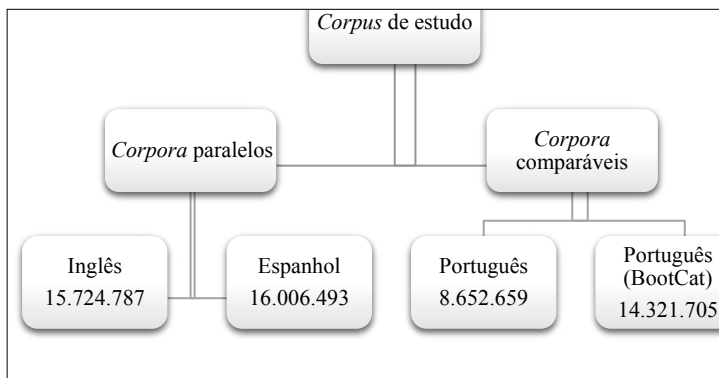 Corpus de estudo
Corpora paralelos
Corpora
comparáveis
Inglês
15.724.787
Espanhol
16.006.493
Português
8.652.659
Português
(BootCat)
14.321.705